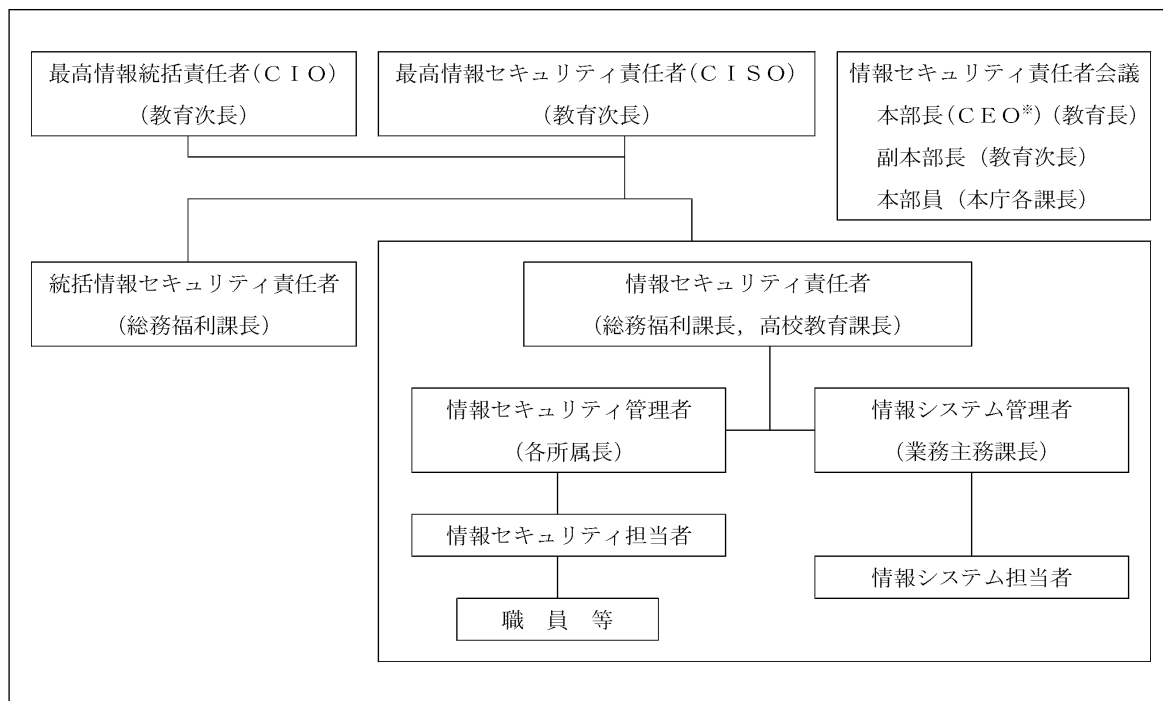 最高情報統括責任者(CIO)
(教育次長)
最高情報セキュリティ責任者(CISO)
(教育次長)
情報セキュリティ責任者会議
本部長(CEO※)(教育長)
副本部長(教育次長)
本部員(本庁各課長)
統括情報セキュリティ責任者
(総務福利課長)
情報セキュリティ責任者
(総務福利課長,高校教育課長)
情報セキュリティ管理者
(各所属長)
情報システム管理者
(業務主務課長)
情報セキュリティ担当者
情報システム担当者
職 員 等